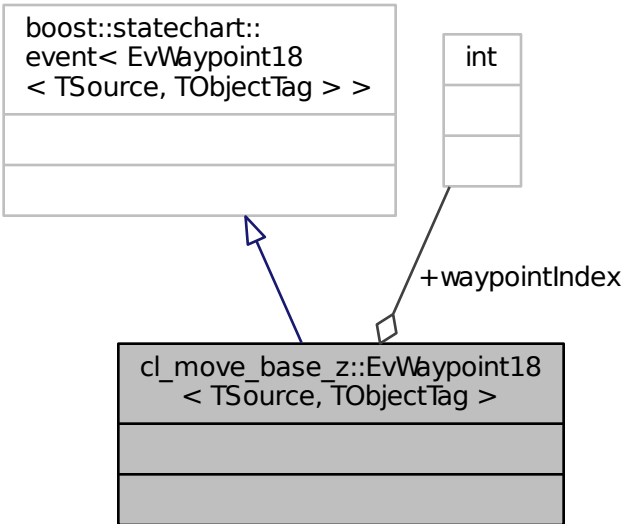 boost::statechart::
event< EvWaypoint18
< TSource, TObjectTag > >
int
+waypointIndex
cl_move_base_z::EvWaypoint18
< TSource, TObjectTag >